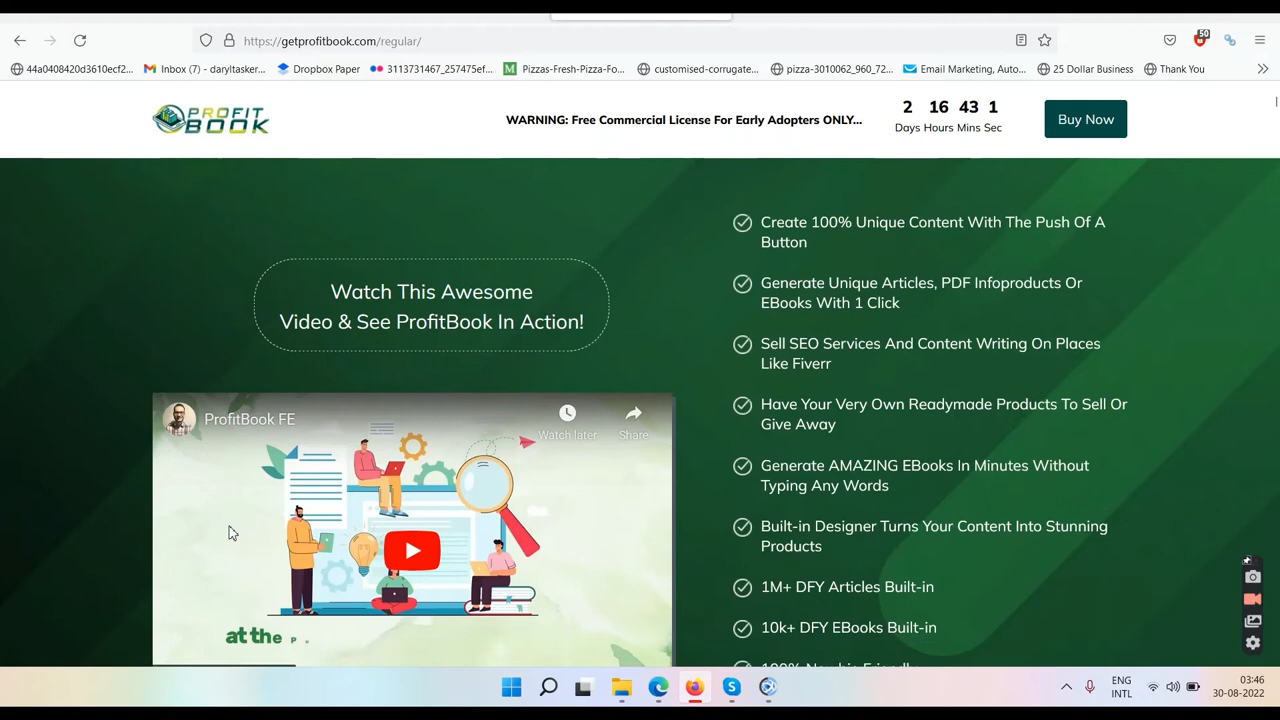 https://getprofitbook.com/regular/
50
44a0408420d3610ecf2...
Inbox (7) - daryltasker...
Dropbox Paper
3113731467_257475ef...
Pizzas-Fresh-Pizza-Fo...
customised-corrugate...
pizza-3010062_960_72...
Email Marketing, Auto...
25 Dollar Business
Thank You
PROFIT
BOOK
WARNING: Free Commercial License For Early Adopters ONLY...
2 16 43 1
Days Hours Mins Sec
Buy Now
Watch This Awesome
Video & See ProfitBook In Action!
ProfitBook FE
Watch later
Share
at the P
Create 100% Unique Content With The Push Of A
Button
Generate Unique Articles, PDF Infoproducts Or
EBooks With 1 Click
Sell SEO Services And Content Writing On Places
Like Fiverr
Have Your Very Own Readymade Products To Sell Or
Give Away
Generate AMAZING EBooks In Minutes Without
Typing Any Words
Built-in Designer Turns Your Content Into Stunning
Products
1M+ DFY Articles Built-in
10k+ DFY EBooks Built-in
100% Newbie Friendly
ENG
INTL
03:46
30-08-2022